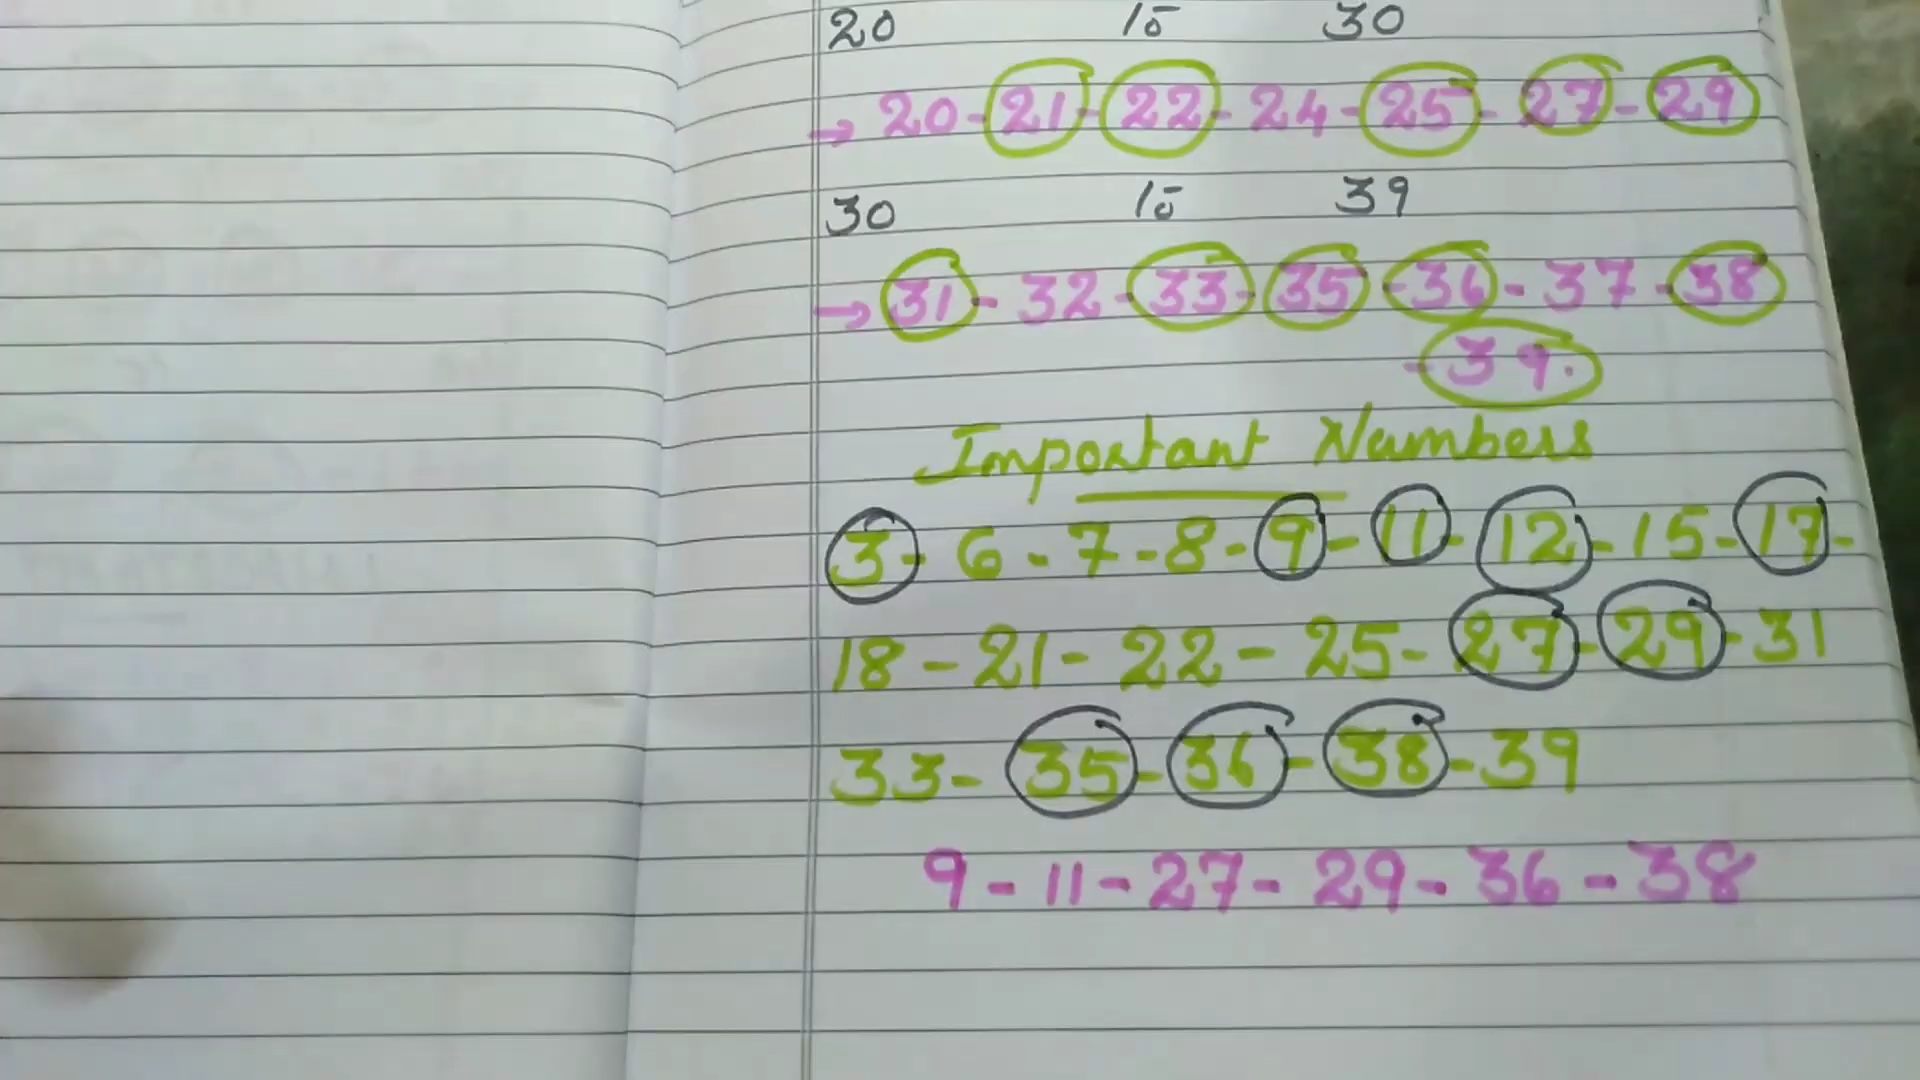 20 to 30
→ 20-21-22-24-25-27-29
30 to 39
→ 31-32-33-35-36-37-38
-39.
Important Numbers
3-6-7-8-9-11-12-15-17-
18-21-22-25-27-29-31
33-35-36-38-39
9-11-27-29-36-38